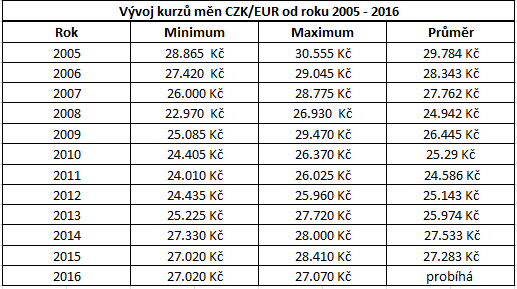 Vývoj kurzů měn CZK/EUR od roku 2005 - 2016
Rok Minimum Maximum Průměr
2005 28.865 Kč 30.555 Kč 29.784 Kč
2006 27.420 Kč 29.045 Kč 28.343 Kč
2007 26.000 Kč 28.775 Kč 27.762 Kč
2008 22.970 Kč 26.930 Kč 24.942 Kč
2009 25.085 Kč 29.470 Kč 26.445 Kč
2010 24.405 Kč 26.370 Kč 25.29 Kč
2011 24.010 Kč 26.025 Kč 24.586 Kč
2012 24.435 Kč 25.960 Kč 25.143 Kč
2013 25.225 Kč 27.720 Kč 25.974 Kč
2014 27.330 Kč 28.000 Kč 27.533 Kč
2015 27.020 Kč 28.410 Kč 27.283 Kč
2016 27.020 Kč 27.070 Kč probíhá